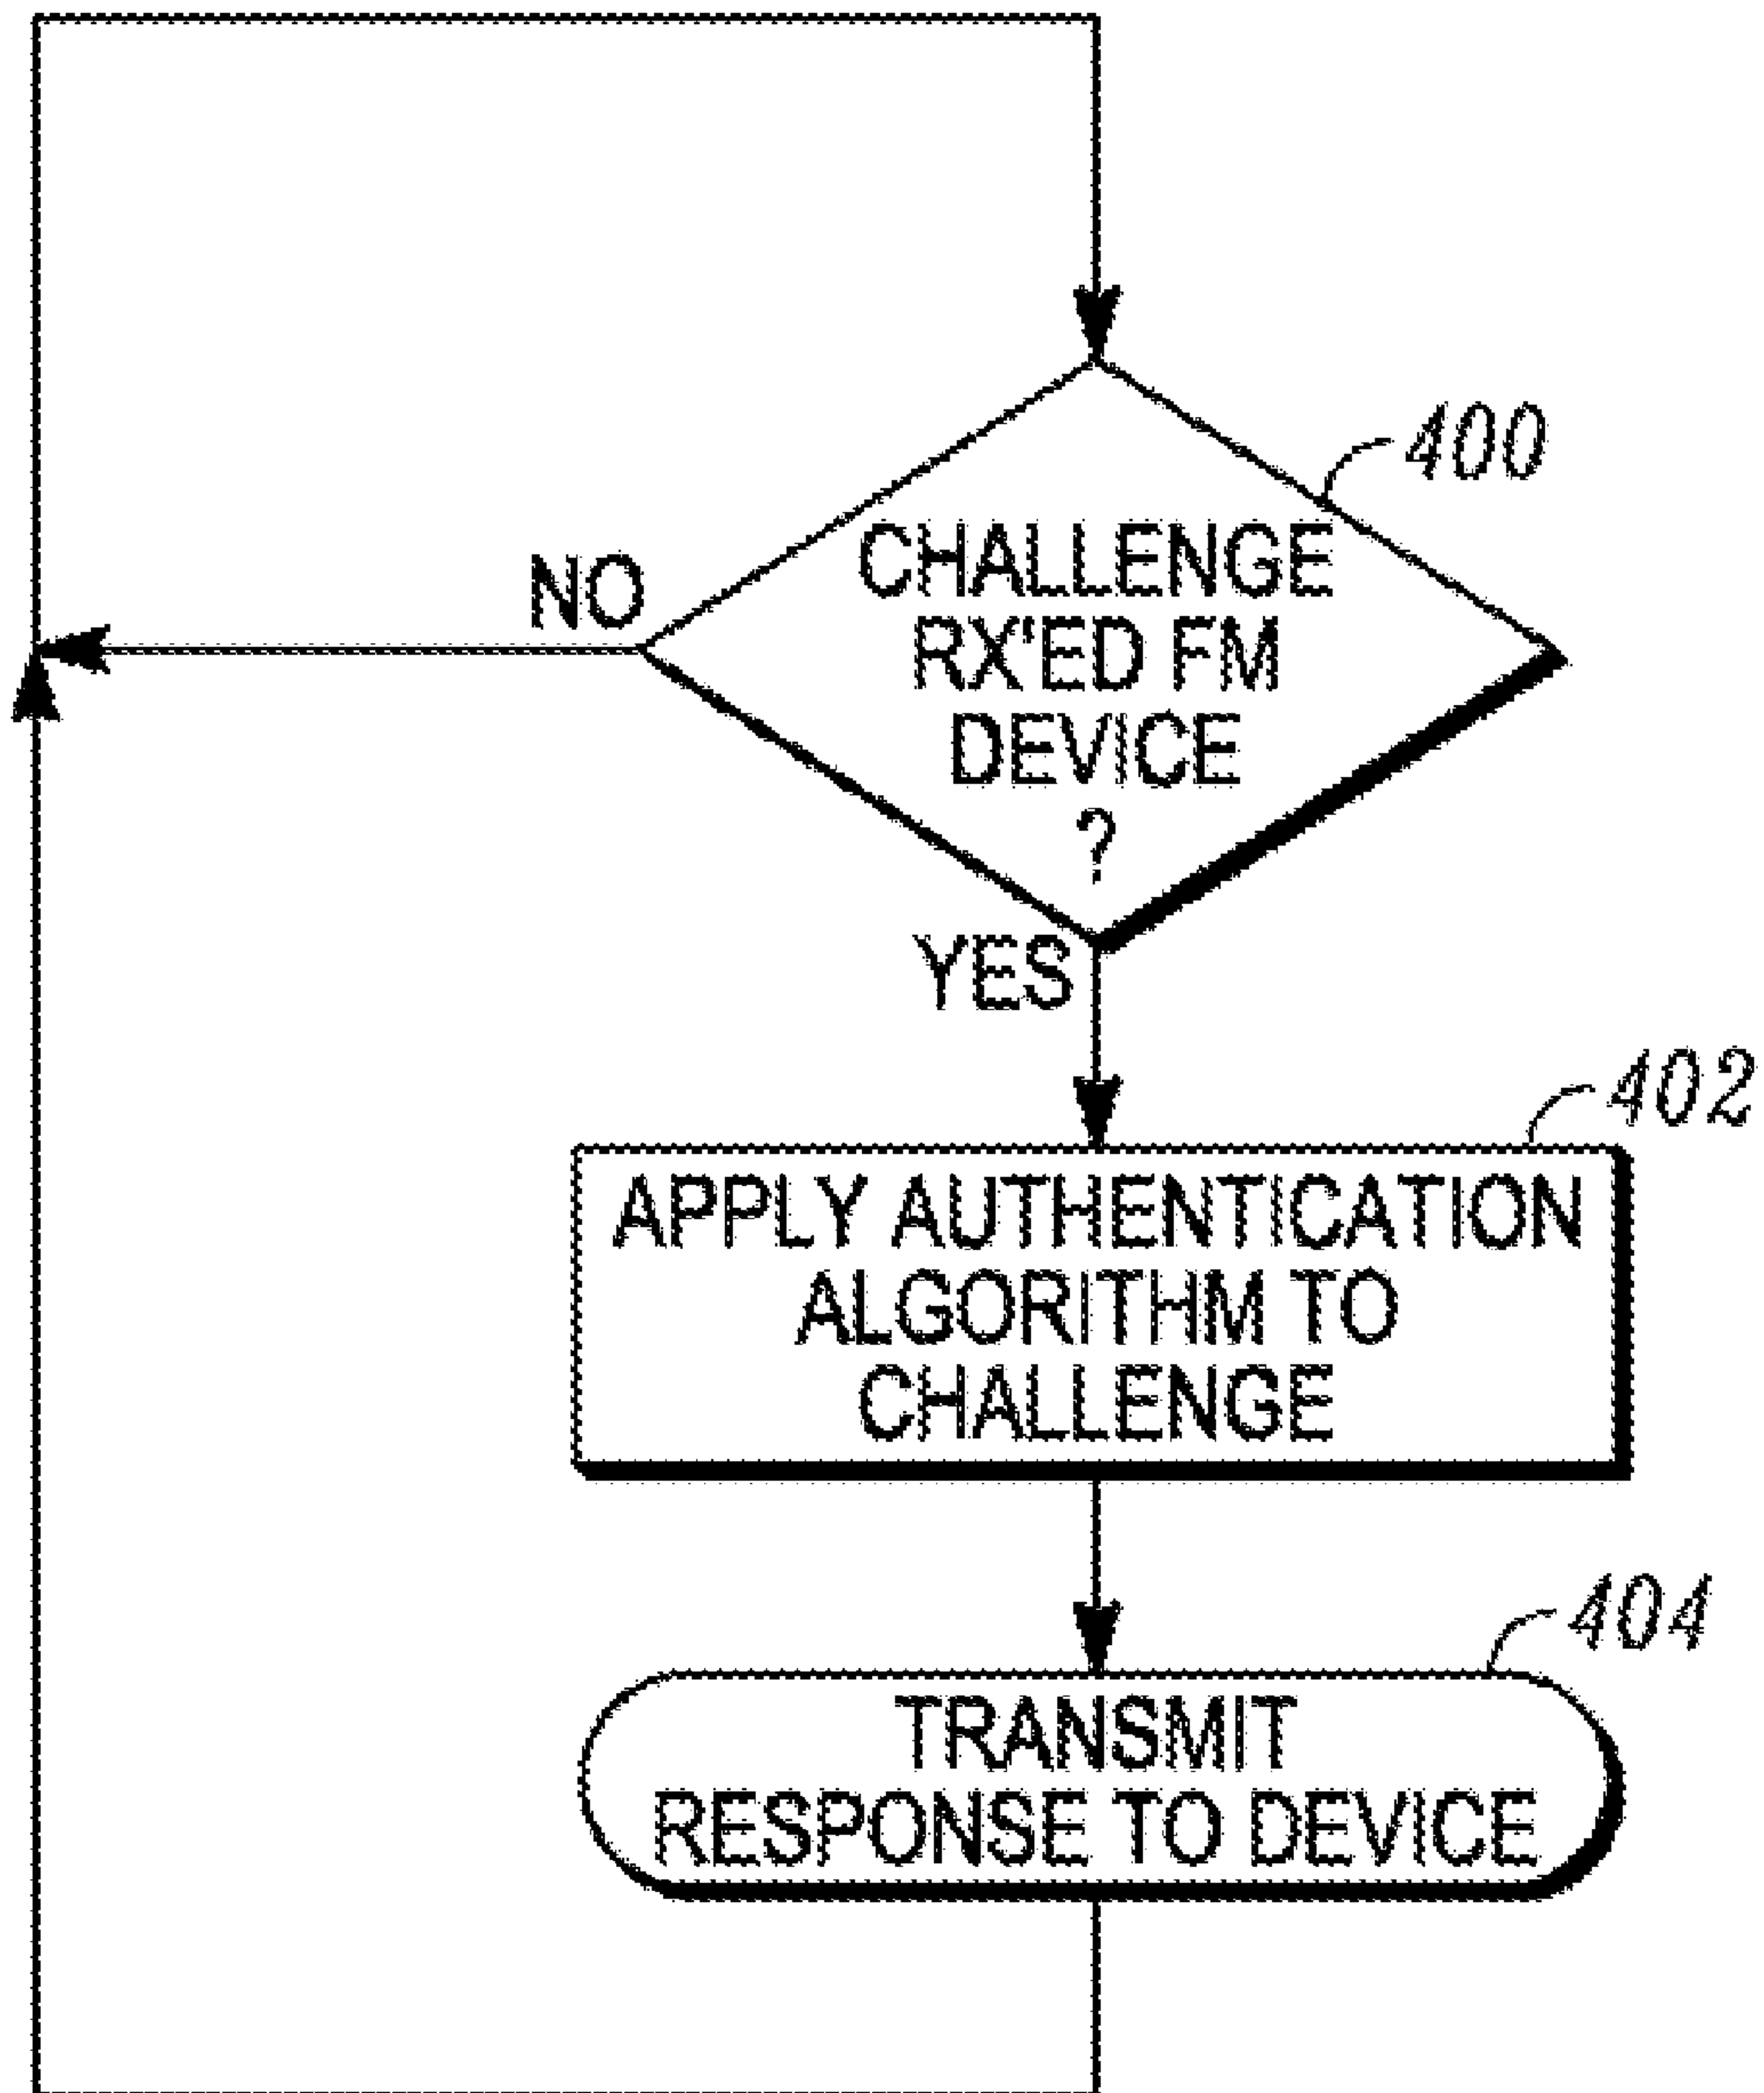 400
NO
CHALLENGE
RX'ED FM
DEVICE
?
YES
402
APPLY AUTHENTICATION
ALGORITHM TO
CHALLENGE
404
TRANSMIT
RESPONSE TO DEVICE